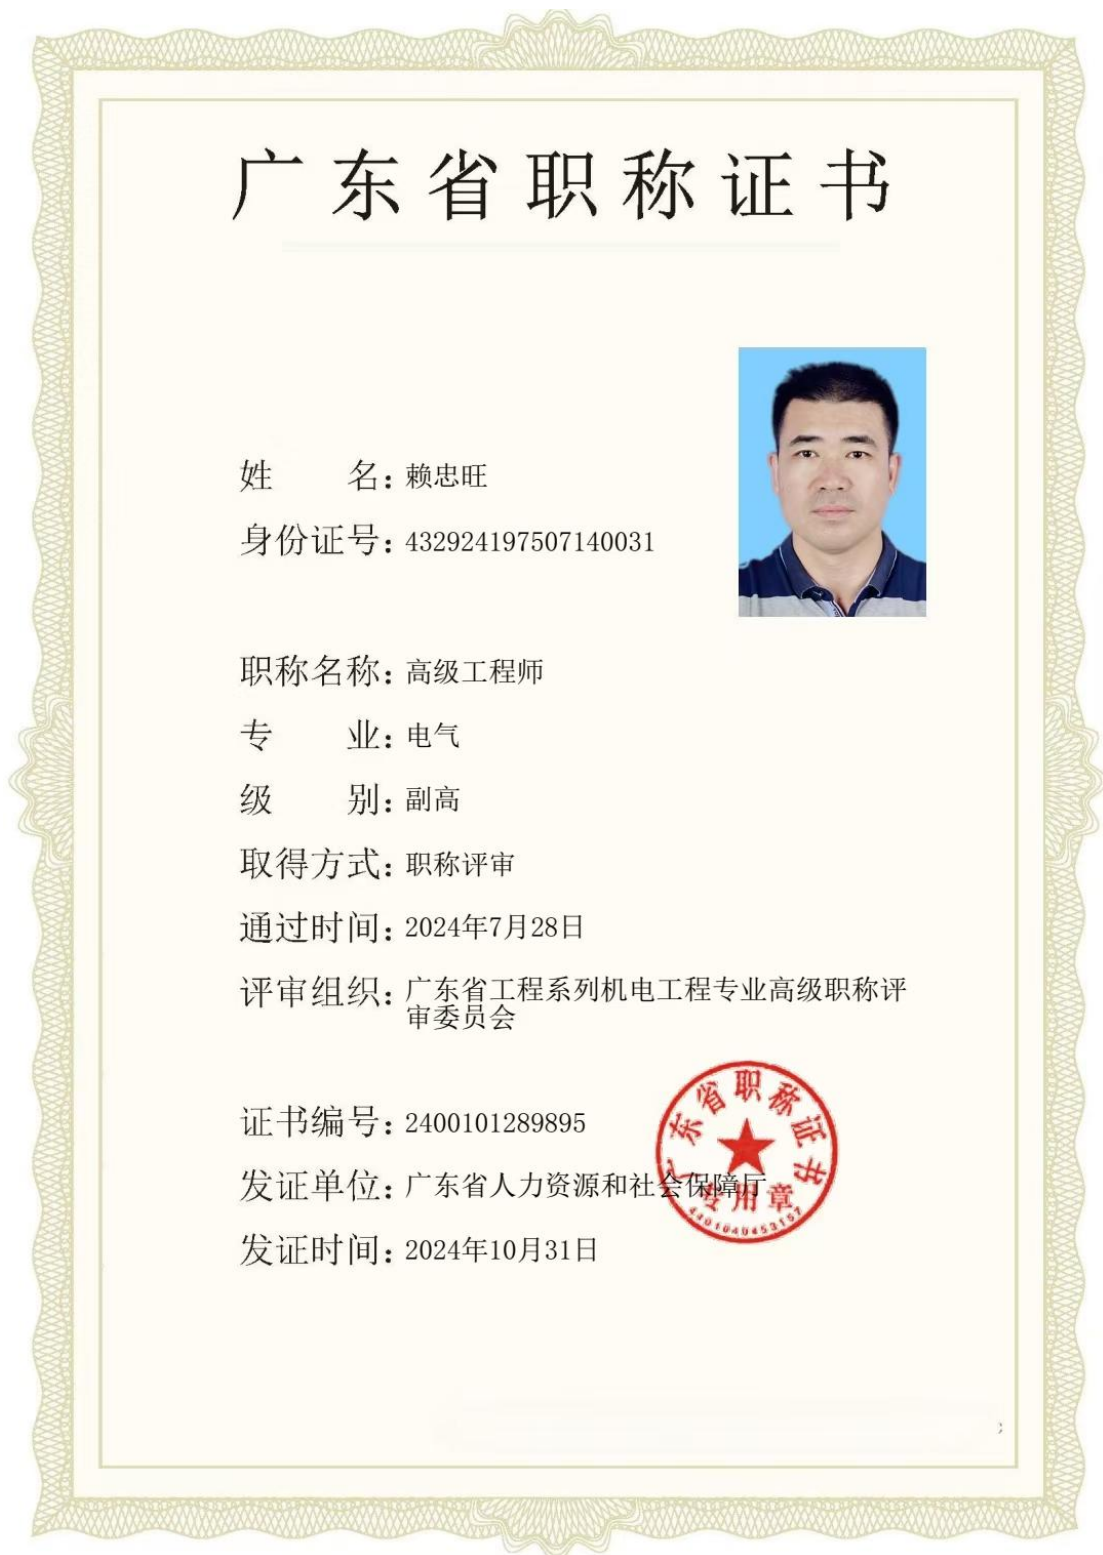 广东省职称证书
姓名：赖忠旺
身份证号：432924197507140031
职称名称：高级工程师
专业：电气
级别：副高
取得方式：职称评审
通过时间：2024年7月28日
评审组织：广东省工程系列机电工程专业高级职称评
审委员会
证书编号：2400101289895
发证单位：广东省人力资源和社会保障厅
发证时间：2024年10月31日
广东省职称证书
专用章
4401040453157